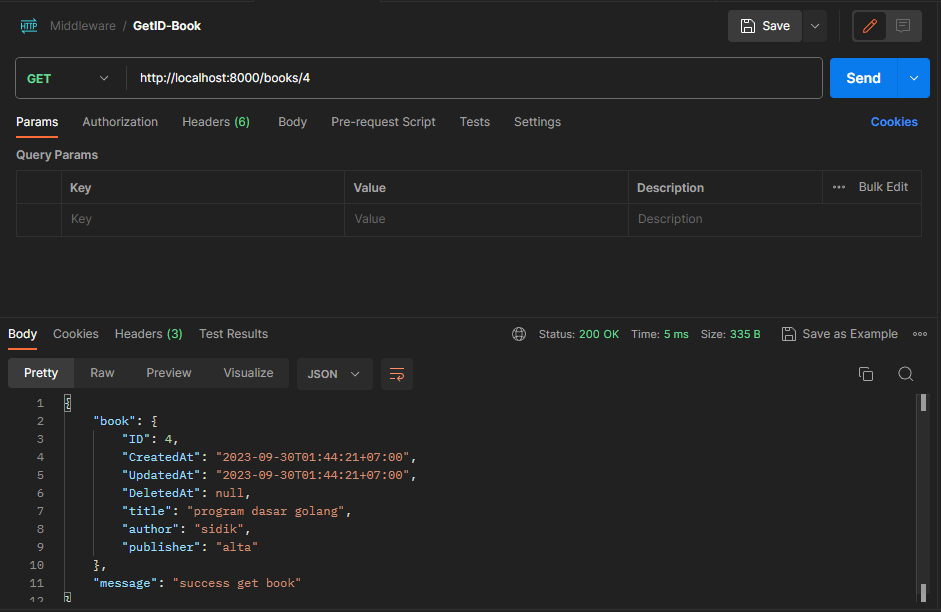 HTTP Middleware / GetID-Book Save
GET http://localhost:8000/books/4 Send
Params Authorization Headers (6) Body Pre-request Script Tests Settings Cookies
Query Params
Key Value Description ••• Bulk Edit
Key Value Description
Body Cookies Headers (3) Test Results Status: 200 OK Time: 5 ms Size: 335 B Save as Example •••
Pretty Raw Preview Visualize JSON
1 {
2 "book": {
3 "ID": 4,
4 "CreatedAt": "2023-09-30T01:44:21+07:00",
5 "UpdatedAt": "2023-09-30T01:44:21+07:00",
6 "DeletedAt": null,
7 "title": "program dasar golang",
8 "author": "sidik",
9 "publisher": "alta"
10 },
11 "message": "success get book"
12 }